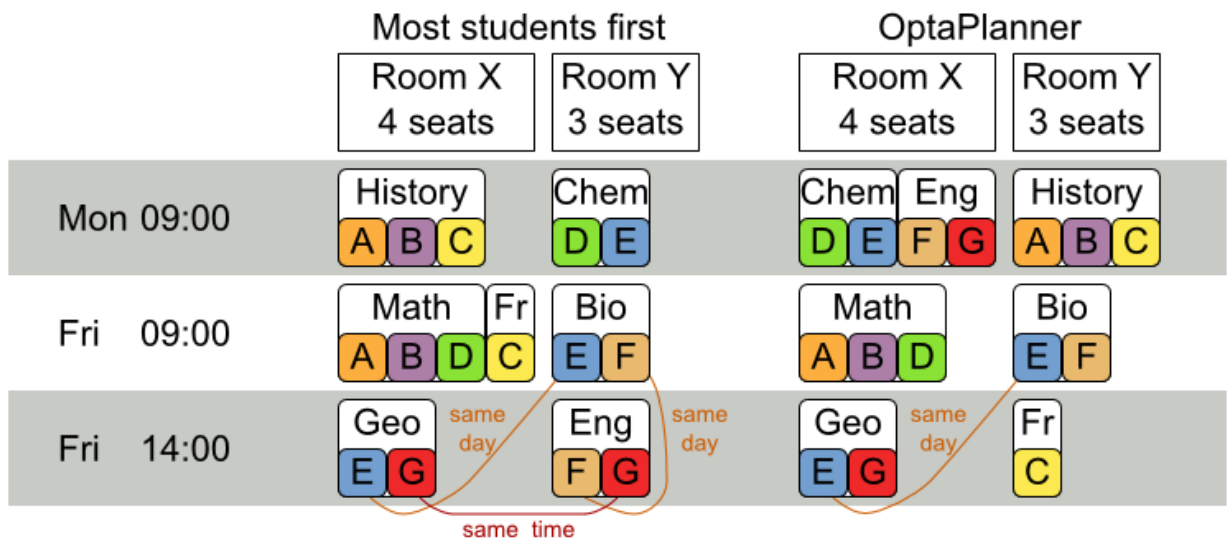 Most students first OptaPlanner
Room X Room Y Room X Room Y
4 seats 3 seats 4 seats 3 seats
Mon 09:00 History Chem Chem Eng History
A B C D E D E F G A B C
Fri 09:00 Math Fr Bio Math Bio
A B D C E F A B D E F
Fri 14:00 Geo same day Eng same day Geo same day Fr
E G F G E G C
same time